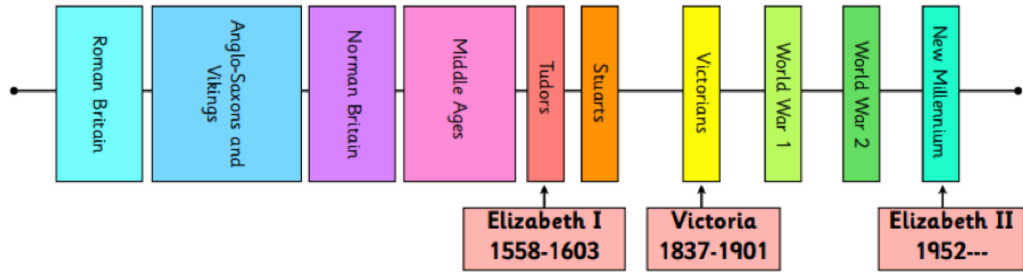 Roman Britain
Anglo-Saxons and
Vikings
Norman Britain
Middle Ages
Tudors
Stuarts
Victorians
World War 1
World War 2
New Millennium
Elizabeth I
1558-1603
Victoria
1837-1901
Elizabeth II
1952---